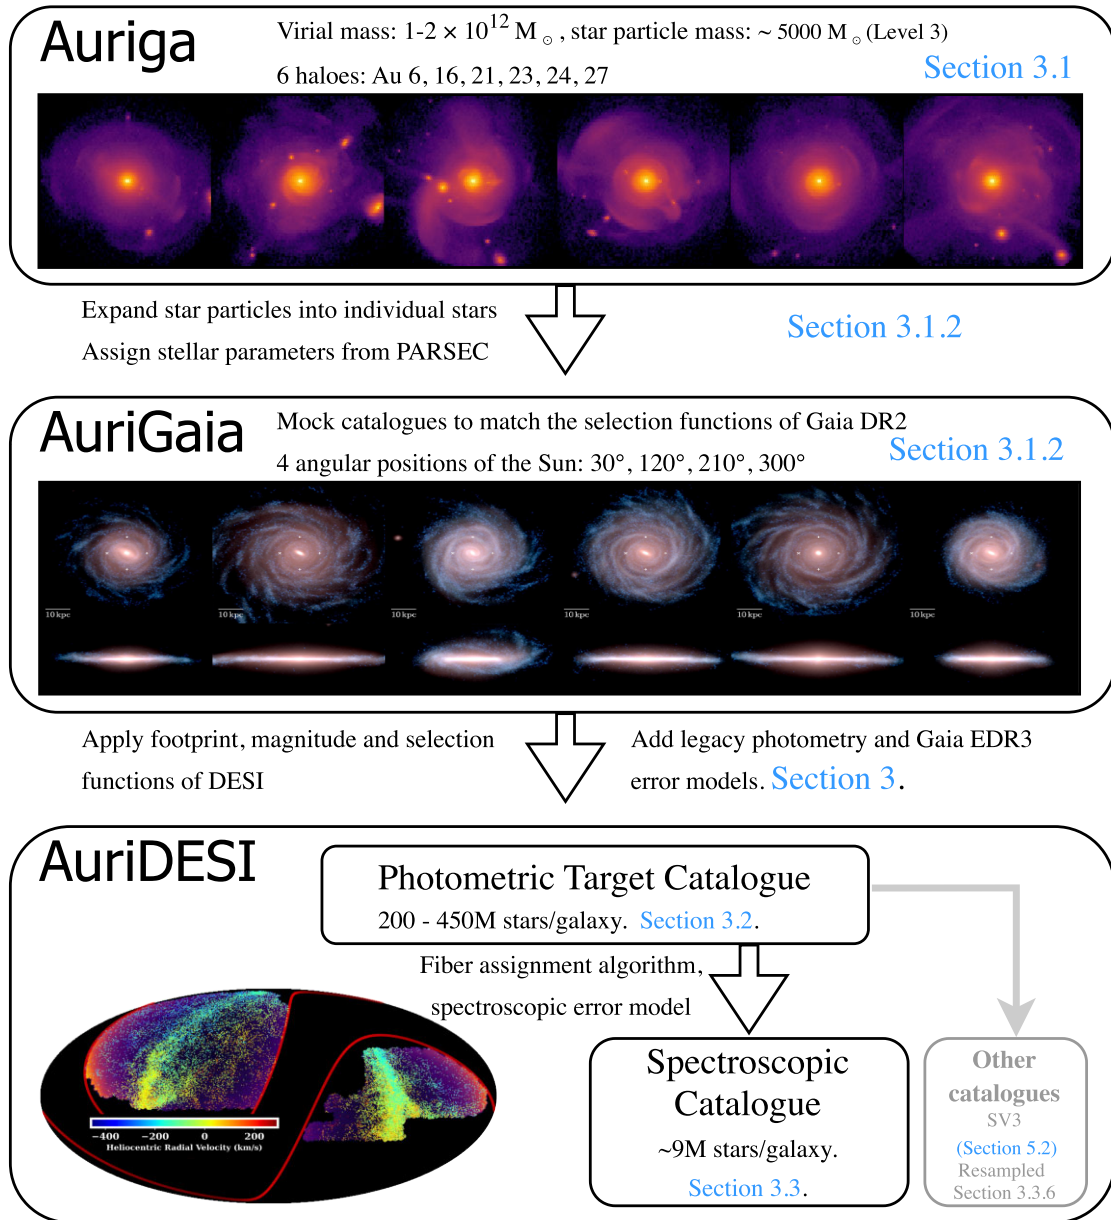 Auriga
Virial mass: 1-2 × 10^12 M⊙, star particle mass: ~ 5000 M⊙ (Level 3)
6 haloes: Au 6, 16, 21, 23, 24, 27
Section 3.1
Expand star particles into individual stars
Assign stellar parameters from PARSEC
Section 3.1.2
AuriGaia
Mock catalogues to match the selection functions of Gaia DR2
4 angular positions of the Sun: 30°, 120°, 210°, 300°
Section 3.1.2
10 kpc
10 kpc
10 kpc
10 kpc
10 kpc
10 kpc
Apply footprint, magnitude and selection
functions of DESI
Add legacy photometry and Gaia EDR3
error models. Section 3.
AuriDESI
Photometric Target Catalogue
200 - 450M stars/galaxy. Section 3.2.
Fiber assignment algorithm,
spectroscopic error model
−400 −200 0 200
Heliocentric Radial Velocity (km/s)
Spectroscopic
Catalogue
~9M stars/galaxy.
Section 3.3.
Other
catalogues
SV3
(Section 5.2)
Resampled
Section 3.3.6